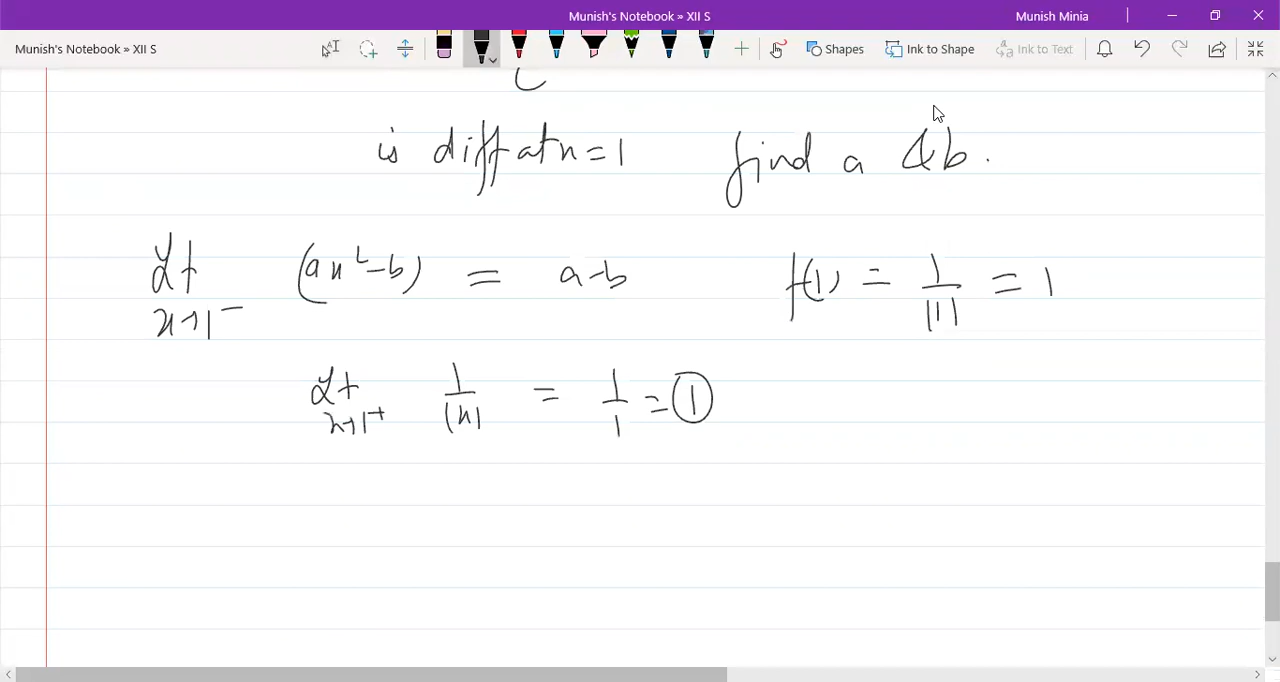 Munish's Notebook » XII S
Munish Minia
Munish's Notebook » XII S
Shapes
Ink to Shape
Ink to Text
is diff at x=1 find a & b.
Lt x→1⁻ (ax²-b) = a-b f(1) = 1/|1| = 1
Lt x→1⁺ 1/|x| = 1/1 = 1